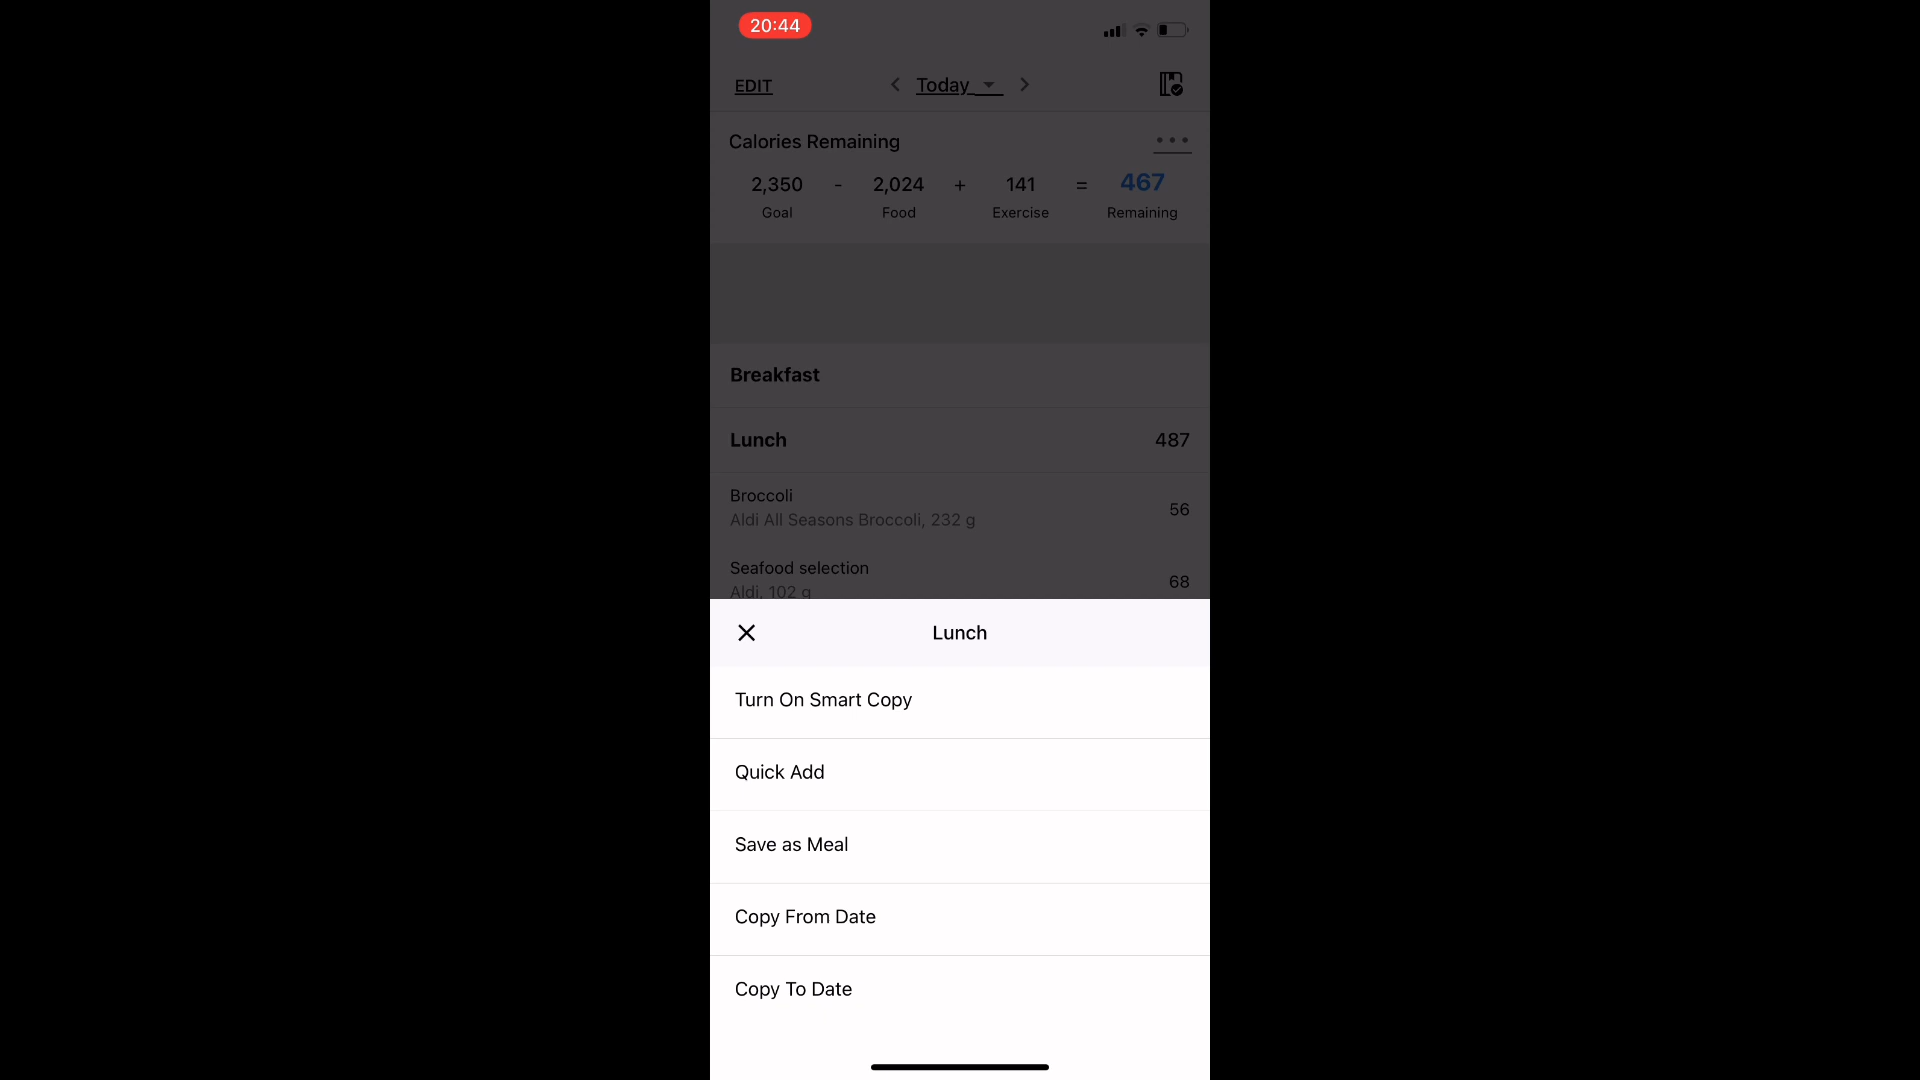 20:44
EDIT
Today
Calories Remaining
2,350 - 2,024 + 141 = 467
Goal Food Exercise Remaining
Breakfast
Lunch 487
Broccoli
Aldi All Seasons Broccoli, 232 g 56
Seafood selection
Aldi, 102 g 68
Lunch
Turn On Smart Copy
Quick Add
Save as Meal
Copy From Date
Copy To Date